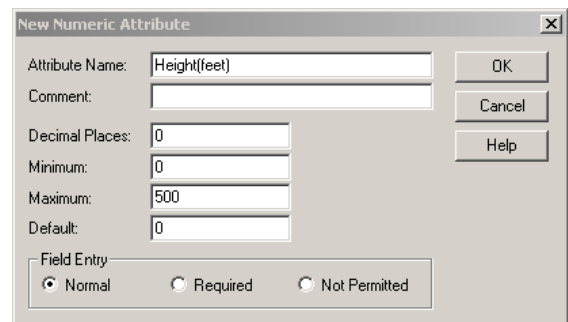 New Numeric Attribute
Attribute Name: Height(feet)
OK
Comment:
Cancel
Decimal Places: 0
Help
Minimum: 0
Maximum: 500
Default: 0
Field Entry
Normal Required Not Permitted